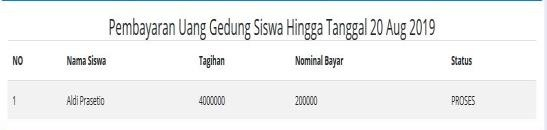 Pembayaran Uang Gedung Siswa Hingga Tanggal 20 Aug 2019
NO Nama Siswa Tagihan Nominal Bayar Status
1 Aldi Prasetio 4000000 200000 PROSES